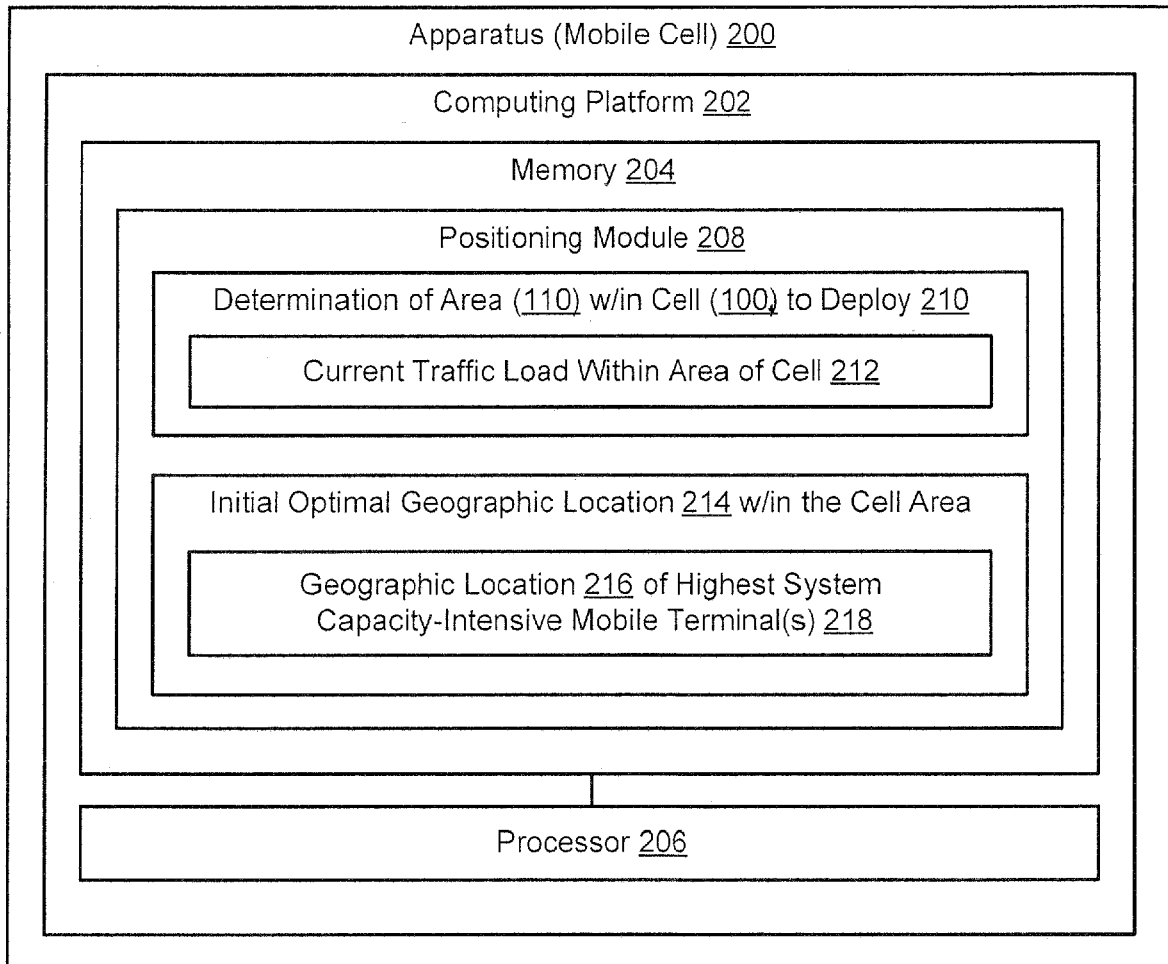 Apparatus (Mobile Cell) 200
Computing Platform 202
Memory 204
Positioning Module 208
Determination of Area (110) w/in Cell (100) to Deploy 210
Current Traffic Load Within Area of Cell 212
Initial Optimal Geographic Location 214 w/in the Cell Area
Geographic Location 216 of Highest System
Capacity-Intensive Mobile Terminal(s) 218
Processor 206